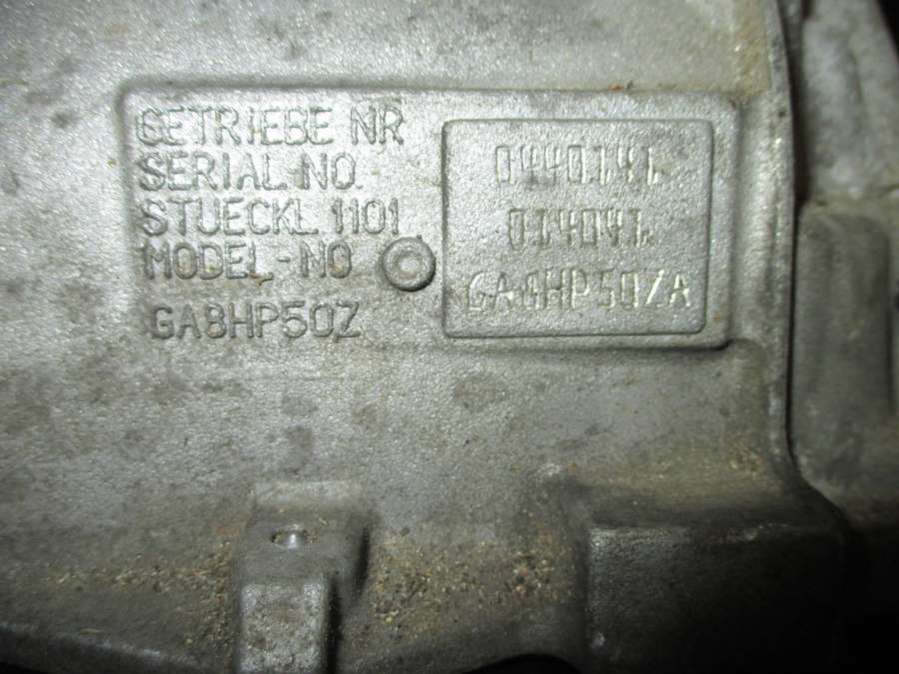 GETRIEBE NR
SERIAL NO.
STUECKL.1101
MODEL-NO
GA8HP50Z
GA8HP50ZA